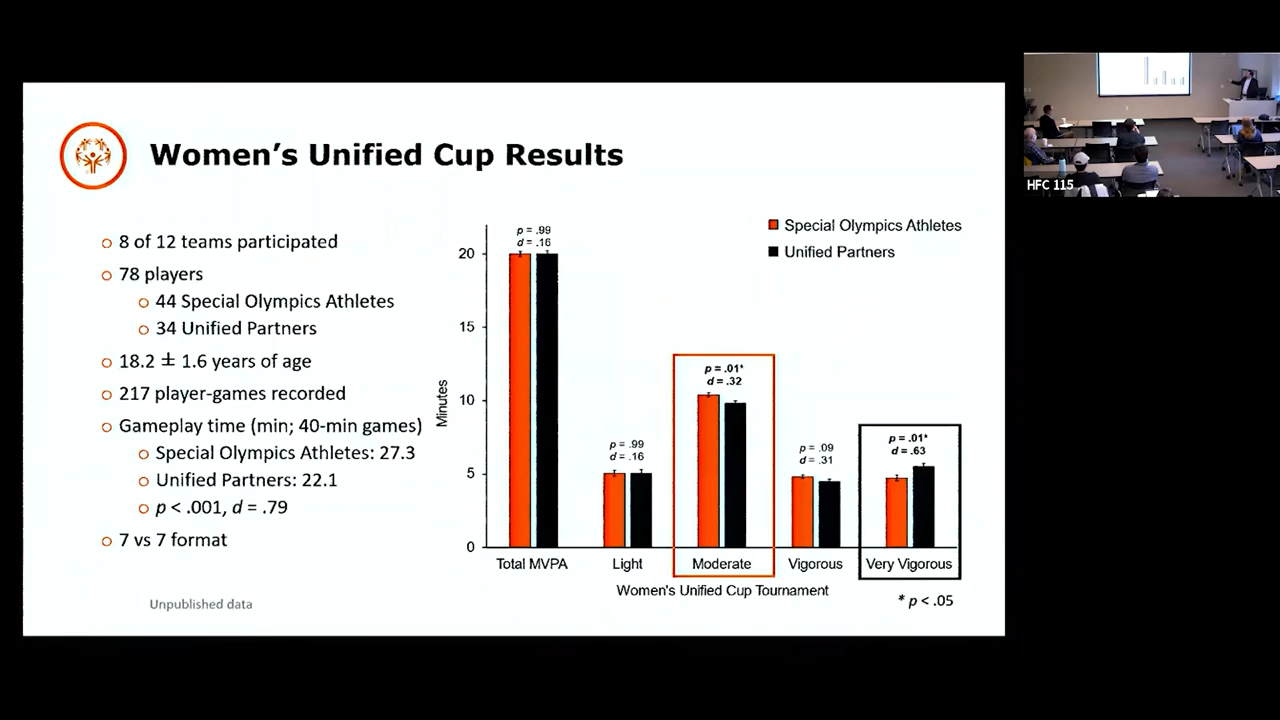 Women's Unified Cup Results
8 of 12 teams participated
78 players
44 Special Olympics Athletes
34 Unified Partners
18.2 ± 1.6 years of age
217 player-games recorded
Gameplay time (min; 40-min games)
Special Olympics Athletes: 27.3
Unified Partners: 22.1
p < .001, d = .79
7 vs 7 format
Unpublished data
Special Olympics Athletes
Unified Partners
Minutes
20
15
10
5
0
p = .99
d = .16
p = .99
d = .16
p = .01*
d = .32
p = .09
d = .31
p = .01*
d = .63
Total MVPA
Light
Moderate
Vigorous
Very Vigorous
Women's Unified Cup Tournament
* p < .05
HFC 115